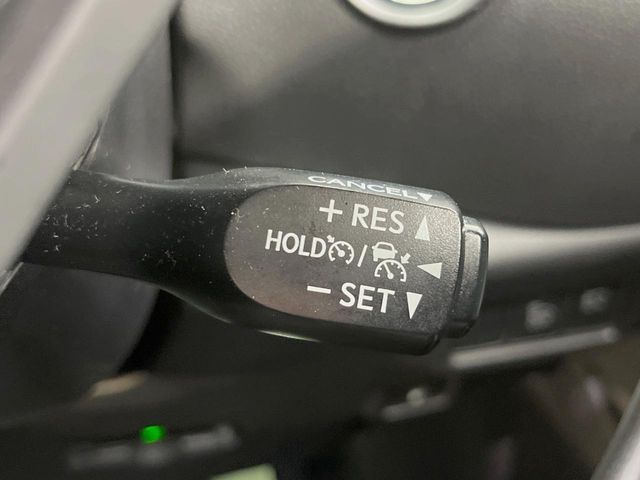 CANCEL▼
+ RES ▲
HOLD / ◀
− SET ▼